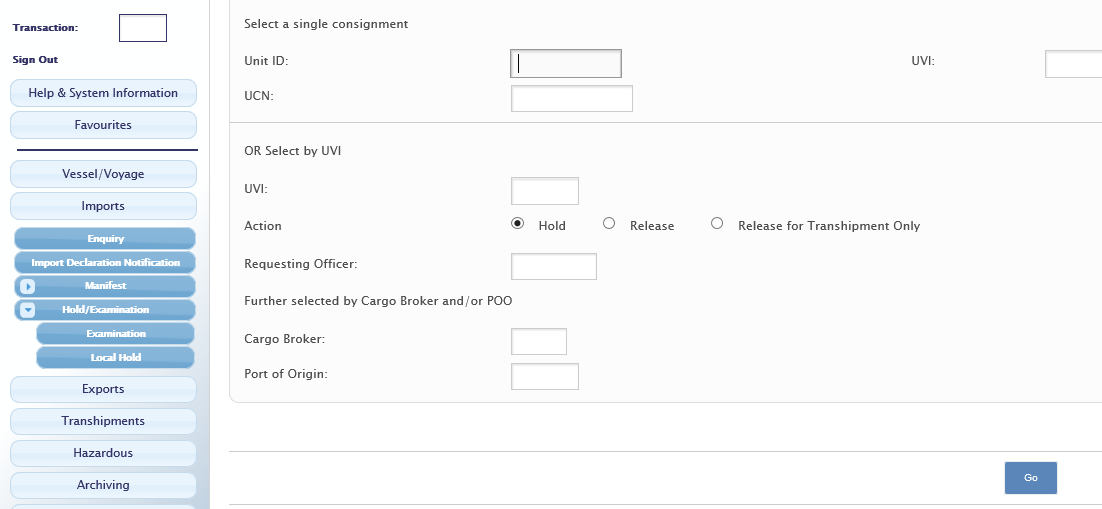 Transaction:
Sign Out
Help & System Information
Favourites
Vessel/Voyage
Imports
Enquiry
Import Declaration Notification
Manifest
Hold/Examination
Examination
Local Hold
Exports
Transhipments
Hazardous
Archiving
Select a single consignment
Unit ID:
UVI:
UCN:
OR Select by UVI
UVI:
Action Hold Release Release for Transhipment Only
Requesting Officer:
Further selected by Cargo Broker and/or POO
Cargo Broker:
Port of Origin:
Go